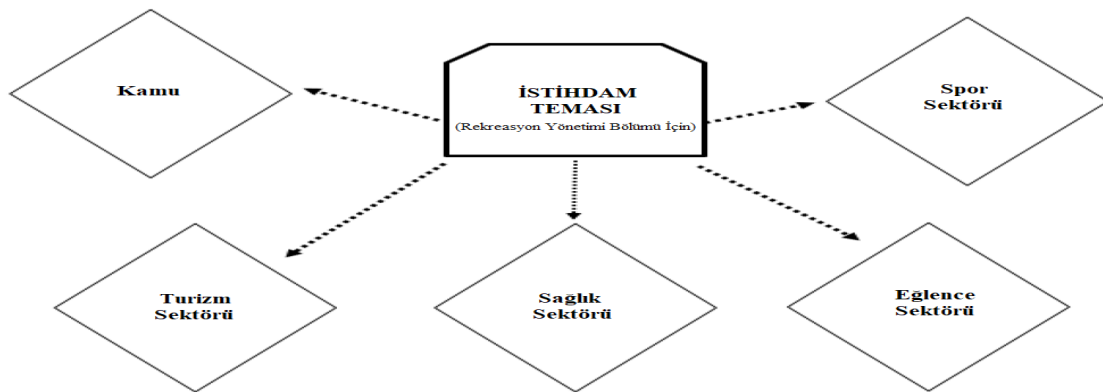 Kamu
İSTİHDAM
TEMASI
(Rekreasyon Yönetimi Bölümü İçin)
Spor
Sektörü
Turizm
Sektörü
Sağlık
Sektörü
Eğlence
Sektörü